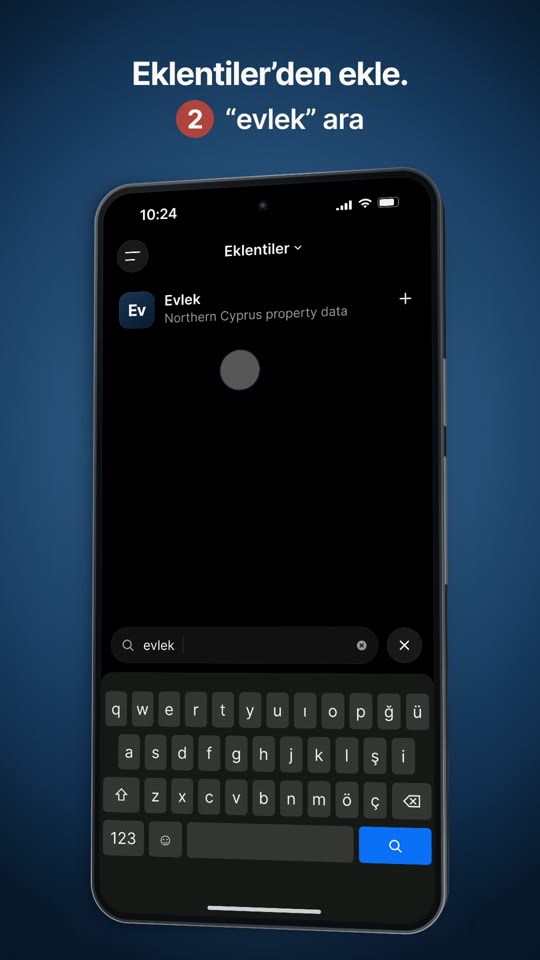 Eklentiler’den ekle.
2 “evlek” ara
10:24
Eklentiler
Ev
Evlek
Northern Cyprus property data
evlek
q w e r t y u ı o p ğ ü
a s d f g h j k l ş i
z x c v b n m ö ç
123